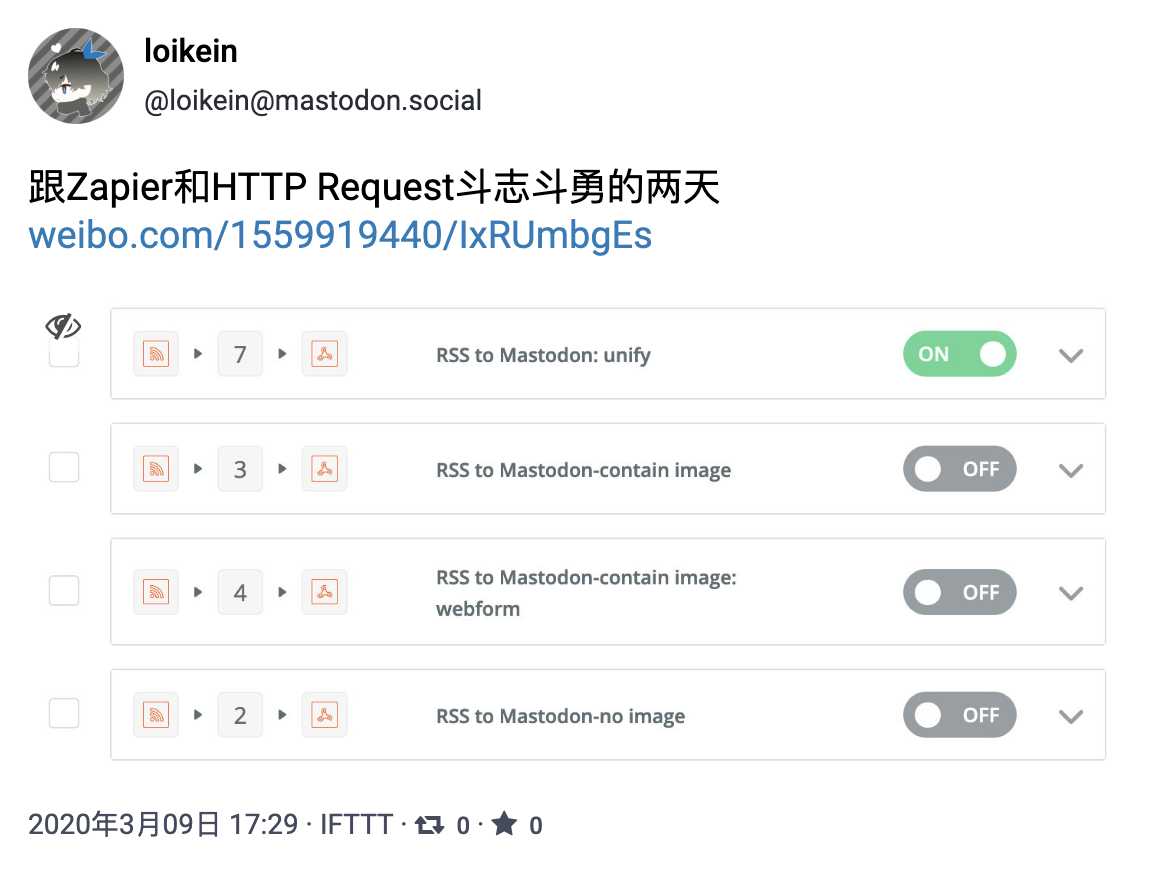 loikein
@loikein@mastodon.social
跟Zapier和HTTP Request斗志斗勇的两天
weibo.com/1559919440/IxRUmbgEs
7 RSS to Mastodon: unify ON
3 RSS to Mastodon-contain image OFF
4 RSS to Mastodon-contain image: OFF
webform
2 RSS to Mastodon-no image OFF
2020年3月09日 17:29 · IFTTT · 0 · 0